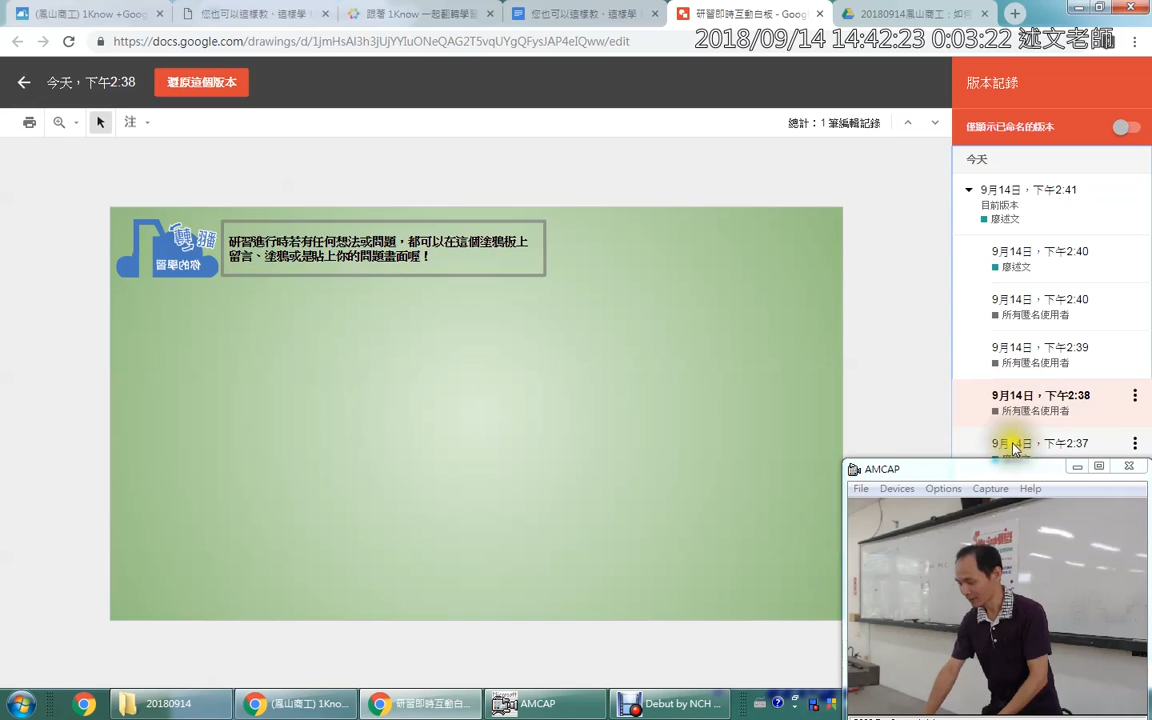 (鳳山商工) 1Know +Goog
您也可以這樣教、這樣學
跟著 1Know 一起翻轉學習
您也可以這樣教、這樣學
研習即時互動白板 - Goog
20180914鳳山商工：如何
https://docs.google.com/drawings/d/1jmHsAI3h3jUjYYIuONeQAG2T5vqUYgQFysJAP4eIQww/edit
2018/09/14 14:42:23 0:03:22 述文老師
今天，下午2:38
還原這個版本
版本記錄
注
總計：1 筆編輯記錄
僅顯示已命名的版本
今天
9月14日，下午2:41
目前版本
廖述文
9月14日，下午2:40
廖述文
9月14日，下午2:40
所有匿名使用者
9月14日，下午2:39
所有匿名使用者
9月14日，下午2:38
所有匿名使用者
9月14日，下午2:37
翻轉
你的學習
研習進行時若有任何想法或問題，都可以在這個塗鴉板上
留言、塗鴉或是貼上你的問題畫面喔！
AMCAP
File Devices Options Capture Help
20180914
(鳳山商工) 1Kno...
研習即時互動白...
AMCAP
Debut by NCH ...